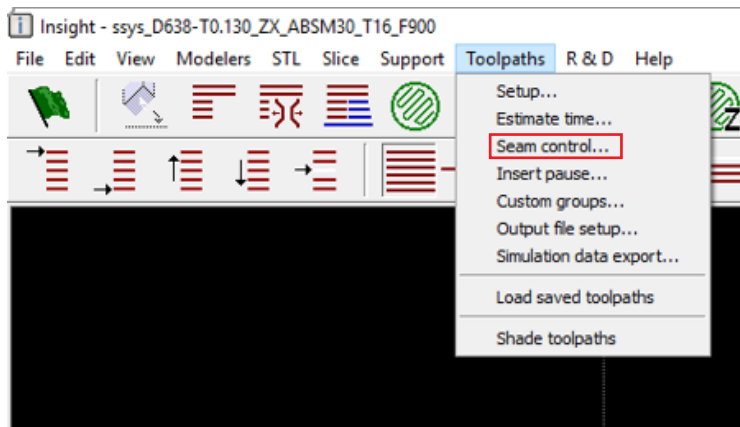 Insight - ssys_D638-T0.130_ZX_ABSM30_T16_F900
File Edit View Modelers STL Slice Support Toolpaths R & D Help
Setup...
Estimate time...
Seam control...
Insert pause...
Custom groups...
Output file setup...
Simulation data export...
Load saved toolpaths
Shade toolpaths
Z